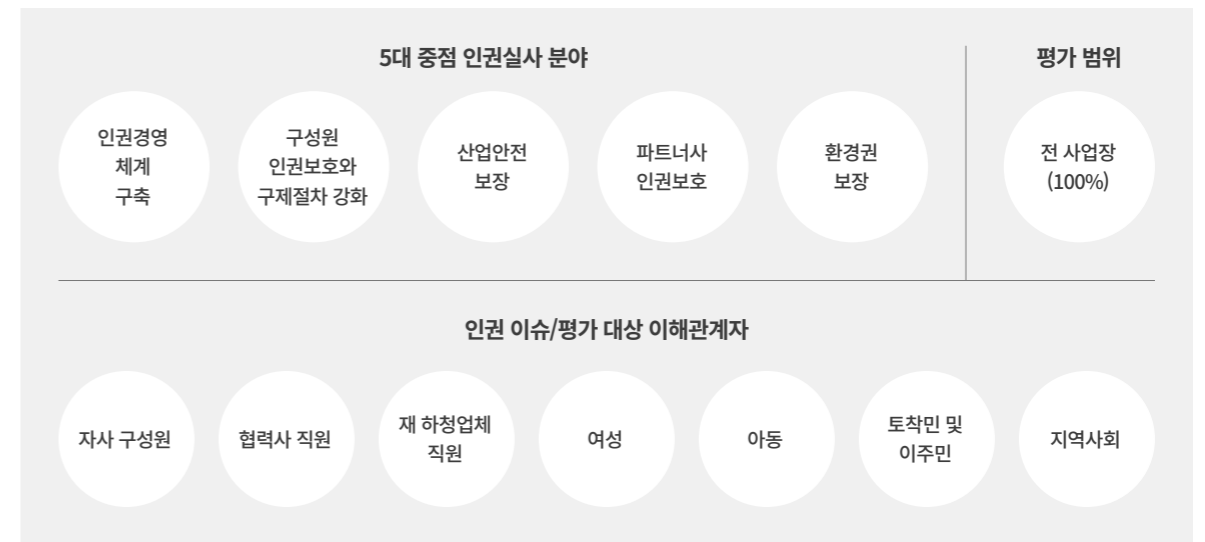 5대 중점 인권실사 분야
인권경영
체계
구축
구성원
인권보호와
구제절차 강화
산업안전
보장
파트너사
인권보호
환경권
보장
평가 범위
전 사업장
(100%)
인권 이슈/평가 대상 이해관계자
자사 구성원
협력사 직원
재 하청업체
직원
여성
아동
토착민 및
이주민
지역사회